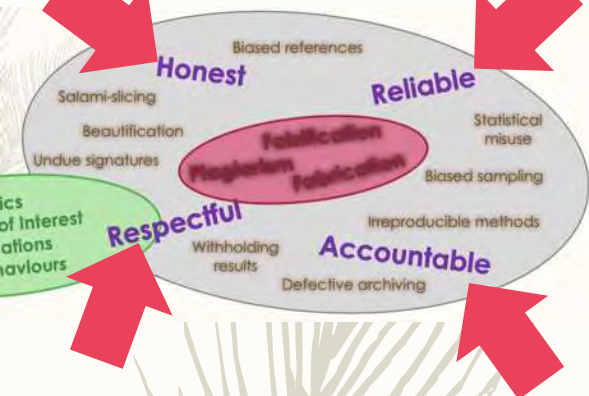 Biased references
Honest
Reliable
Salami-slicing
Statistical
misuse
Beautification
Falsification
Undue signatures
Plagiarism
Fabrication
Biased sampling
ics
of Interest
ations
haviours
Respectful
Irreproducible methods
Withholding
results
Accountable
Defective archiving